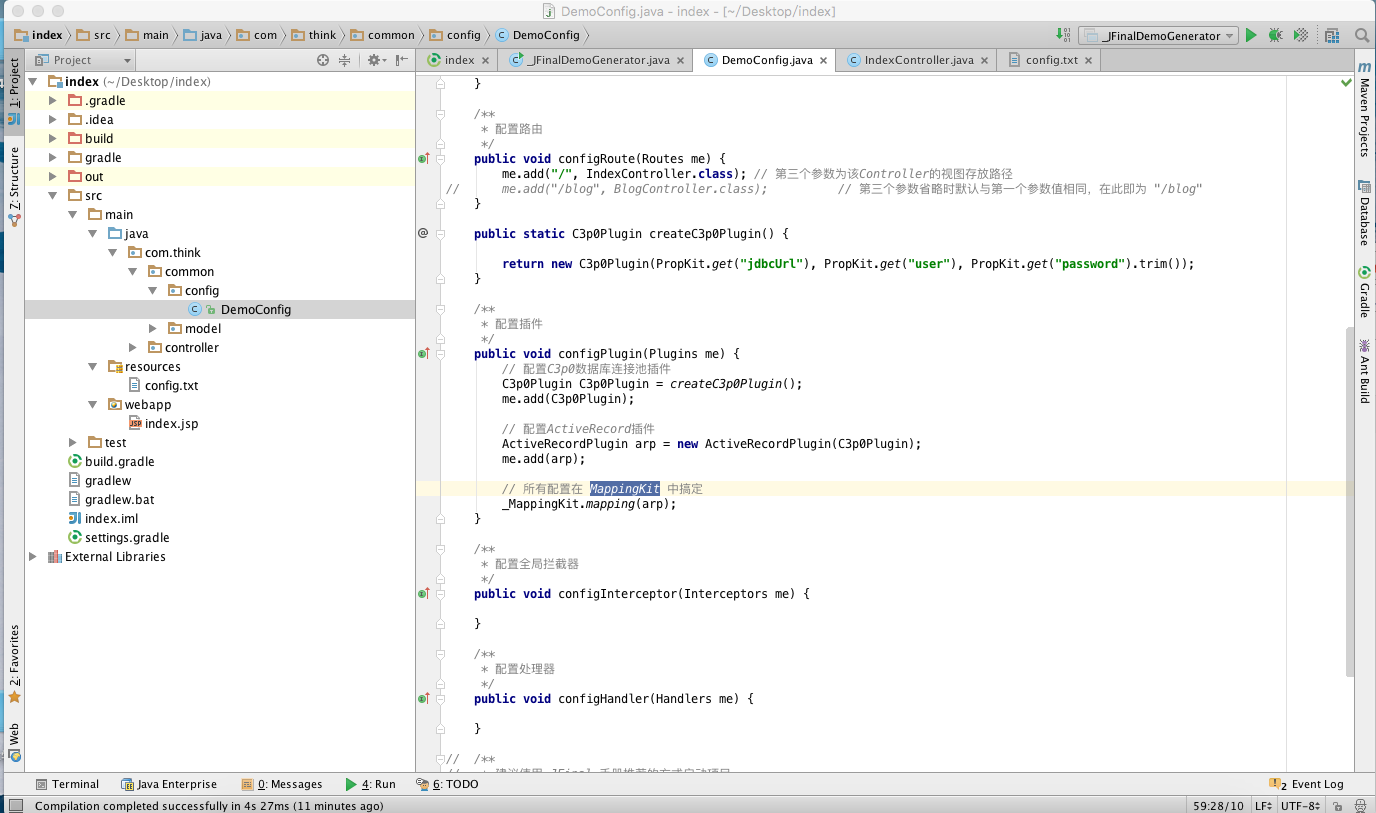 DemoConfig.java - index - [~/Desktop/index]
index src main java com think common config DemoConfig
_JFinalDemoGenerator
Project
index _JFinalDemoGenerator.java DemoConfig.java IndexController.java config.txt
1: Project
7: Structure
2: Favorites
Web
index (~/Desktop/index)
.gradle
.idea
build
gradle
out
src
main
java
com.think
common
config
DemoConfig
model
controller
resources
config.txt
webapp
index.jsp
test
build.gradle
gradlew
gradlew.bat
index.iml
settings.gradle
External Libraries
}
/**
* 配置路由
*/
public void configRoute(Routes me) {
me.add("/", IndexController.class); // 第三个参数为该Controller的视图存放路径
// me.add("/blog", BlogController.class); // 第三个参数省略时默认与第一个参数值相同，在此即为 "/blog"
}
@ public static C3p0Plugin createC3p0Plugin() {
return new C3p0Plugin(PropKit.get("jdbcUrl"), PropKit.get("user"), PropKit.get("password").trim());
}
/**
* 配置插件
*/
public void configPlugin(Plugins me) {
// 配置C3p0数据库连接池插件
C3p0Plugin C3p0Plugin = createC3p0Plugin();
me.add(C3p0Plugin);
// 配置ActiveRecord插件
ActiveRecordPlugin arp = new ActiveRecordPlugin(C3p0Plugin);
me.add(arp);
// 所有配置在 MappingKit 中搞定
_MappingKit.mapping(arp);
}
/**
* 配置全局拦截器
*/
public void configInterceptor(Interceptors me) {
}
/**
* 配置处理器
*/
public void configHandler(Handlers me) {
}
// /**
Maven Projects
Database
Gradle
Ant Build
Terminal Java Enterprise 0: Messages 4: Run 6: TODO 2 Event Log
Compilation completed successfully in 4s 27ms (11 minutes ago) 59:28/10 LF UTF-8